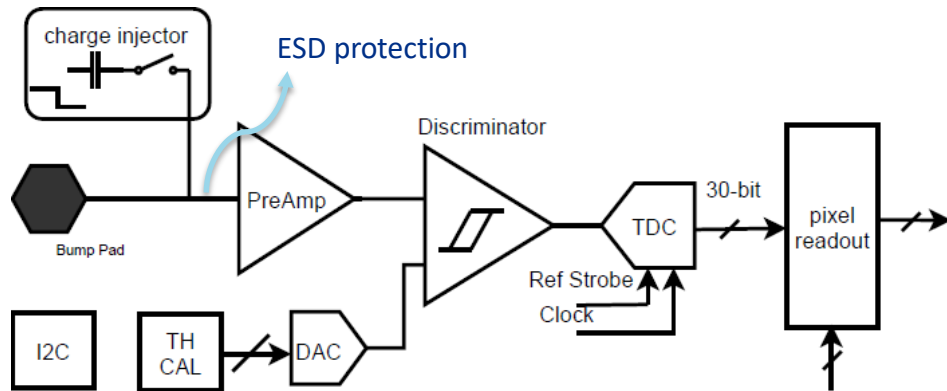 charge injector
ESD protection
Discriminator
PreAmp
Bump Pad
30-bit
TDC
pixel
readout
Ref Strobe
Clock
I2C
TH
CAL
DAC